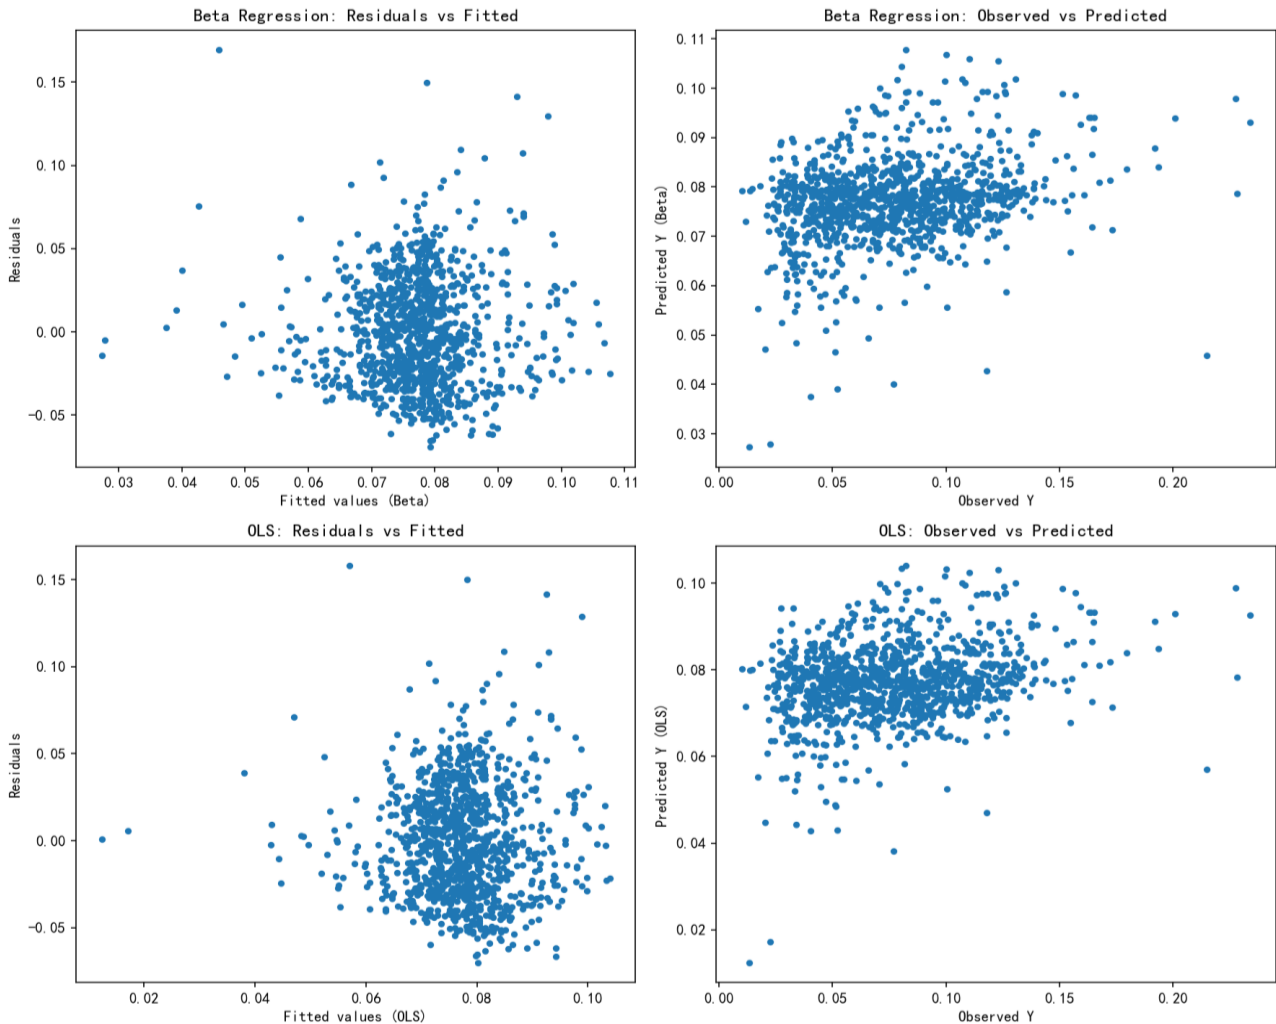 Beta Regression: Residuals vs Fitted
0.15
0.10
0.05
0.00
-0.05
Residuals
0.03 0.04 0.05 0.06 0.07 0.08 0.09 0.10 0.11
Fitted values (Beta)
Beta Regression: Observed vs Predicted
0.11
0.10
0.09
0.08
0.07
0.06
0.05
0.04
0.03
Predicted Y (Beta)
0.00 0.05 0.10 0.15 0.20
Observed Y
OLS: Residuals vs Fitted
0.15
0.10
0.05
0.00
-0.05
Residuals
0.02 0.04 0.06 0.08 0.10
Fitted values (OLS)
OLS: Observed vs Predicted
0.10
0.08
0.06
0.04
0.02
Predicted Y (OLS)
0.00 0.05 0.10 0.15 0.20
Observed Y